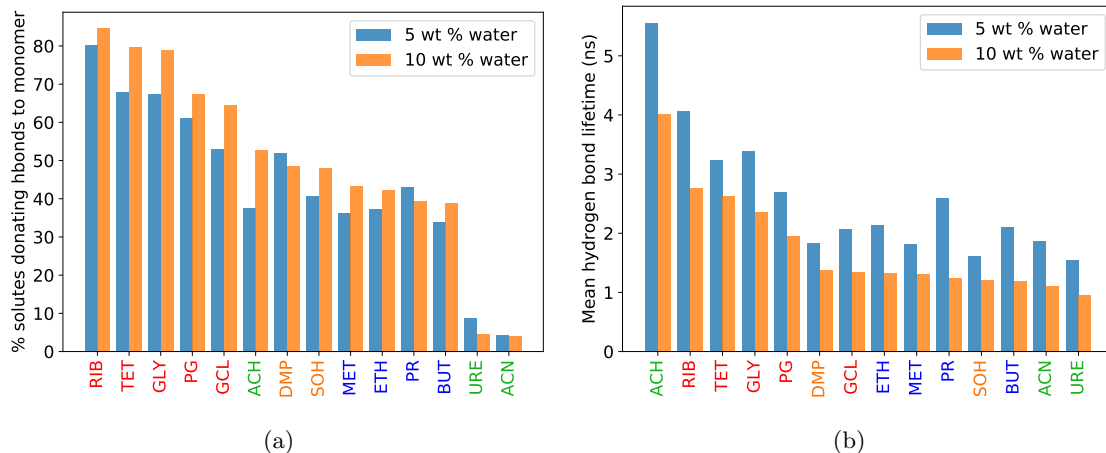 % solutes donating hbonds to monomer
80
70
60
50
40
30
20
10
0
5 wt % water
10 wt % water
RIB TET GLY PG GCL ACH DMP SOH MET ETH PR BUT URE ACN
(a)
Mean hydrogen bond lifetime (ns)
5
4
3
2
1
0
5 wt % water
10 wt % water
ACH RIB TET GLY PG DMP GCL ETH MET PR SOH BUT ACN URE
(b)